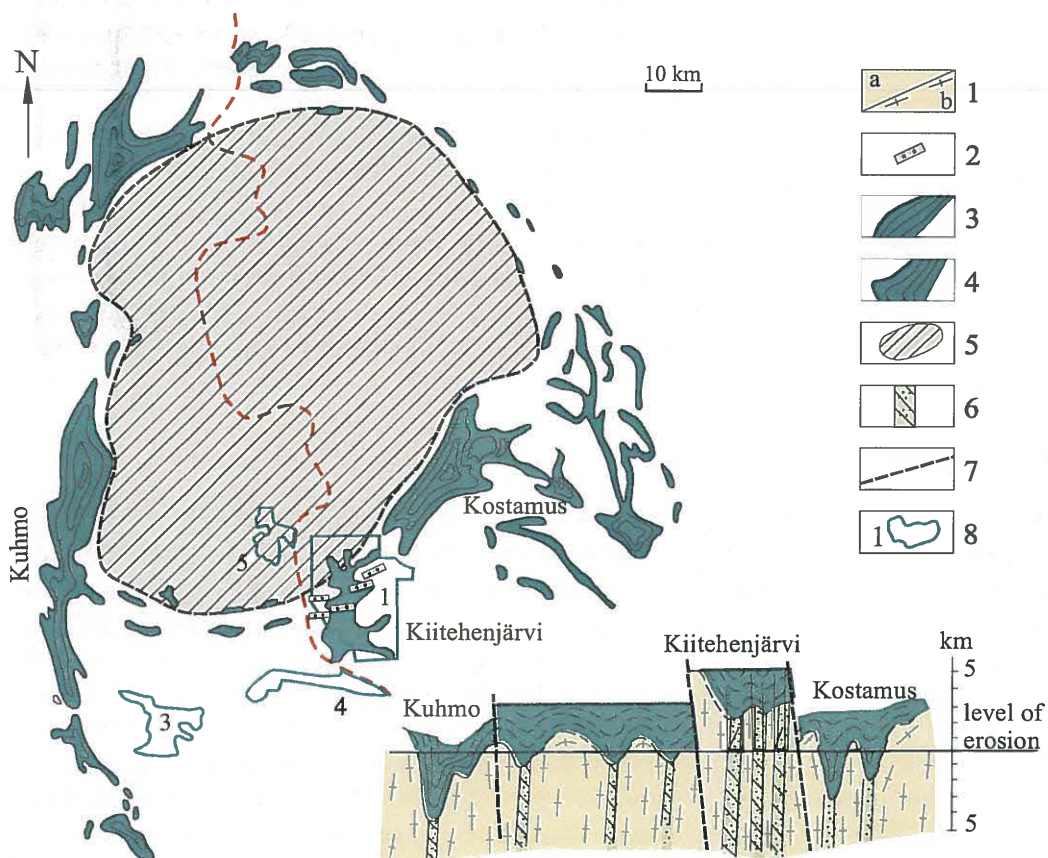 N
10 km
a
b
1
2
3
4
5
6
7
1
8
Kuhmo
Kostamus
5
1
Kiitehenjärvi
3
4
Kiitehenjärvi
km
5
Kuhmo
Kostamus
level of
erosion
5